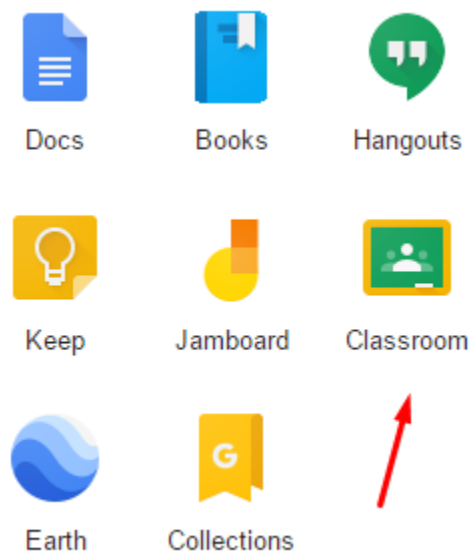 Docs
Books
Hangouts
Keep
Jamboard
Classroom
G
Earth
Collections